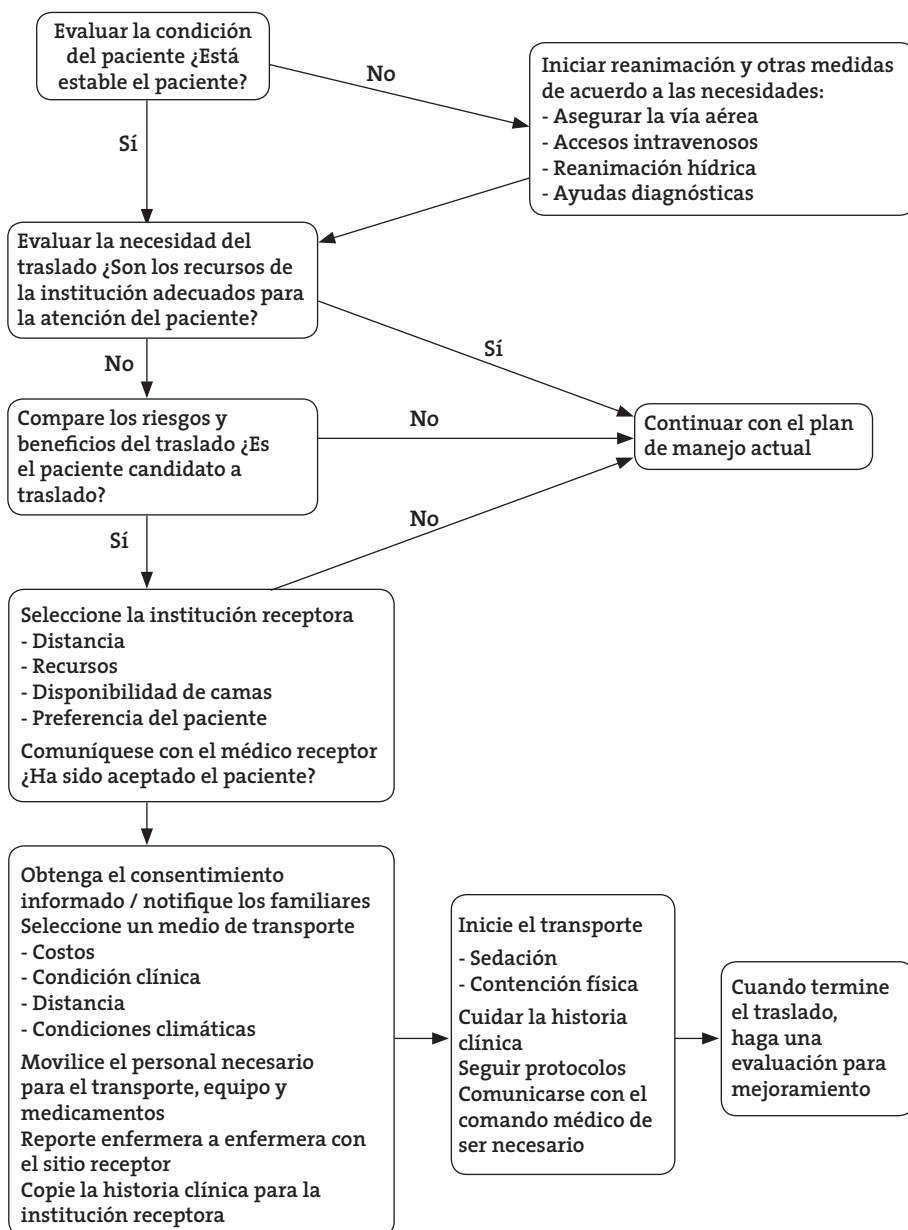 Evaluar la condición
del paciente ¿Está
estable el paciente?
No
Iniciar reanimación y otras medidas
de acuerdo a las necesidades:
- Asegurar la vía aérea
- Accesos intravenosos
- Reanimación hídrica
- Ayudas diagnósticas
Sí
Evaluar la necesidad del
traslado ¿Son los recursos de
la institución adecuados para
la atención del paciente?
Sí
No
Compare los riesgos y
beneficios del traslado ¿Es
el paciente candidato a
traslado?
No
Continuar con el plan
de manejo actual
No
Sí
Seleccione la institución receptora
- Distancia
- Recursos
- Disponibilidad de camas
- Preferencia del paciente
Comuníquese con el médico receptor
¿Ha sido aceptado el paciente?
Obtenga el consentimiento
informado / notifique los familiares
Seleccione un medio de transporte
- Costos
- Condición clínica
- Distancia
- Condiciones climáticas
Movilice el personal necesario
para el transporte, equipo y
medicamentos
Reporte enfermera a enfermera con
el sitio receptor
Copie la historia clínica para la
institución receptora
Inicie el transporte
- Sedación
- Contención física
Cuidar la historia
clínica
Seguir protocolos
Comunicarse con el
comando médico de
ser necesario
Cuando termine
el traslado,
haga una
evaluación para
mejoramiento